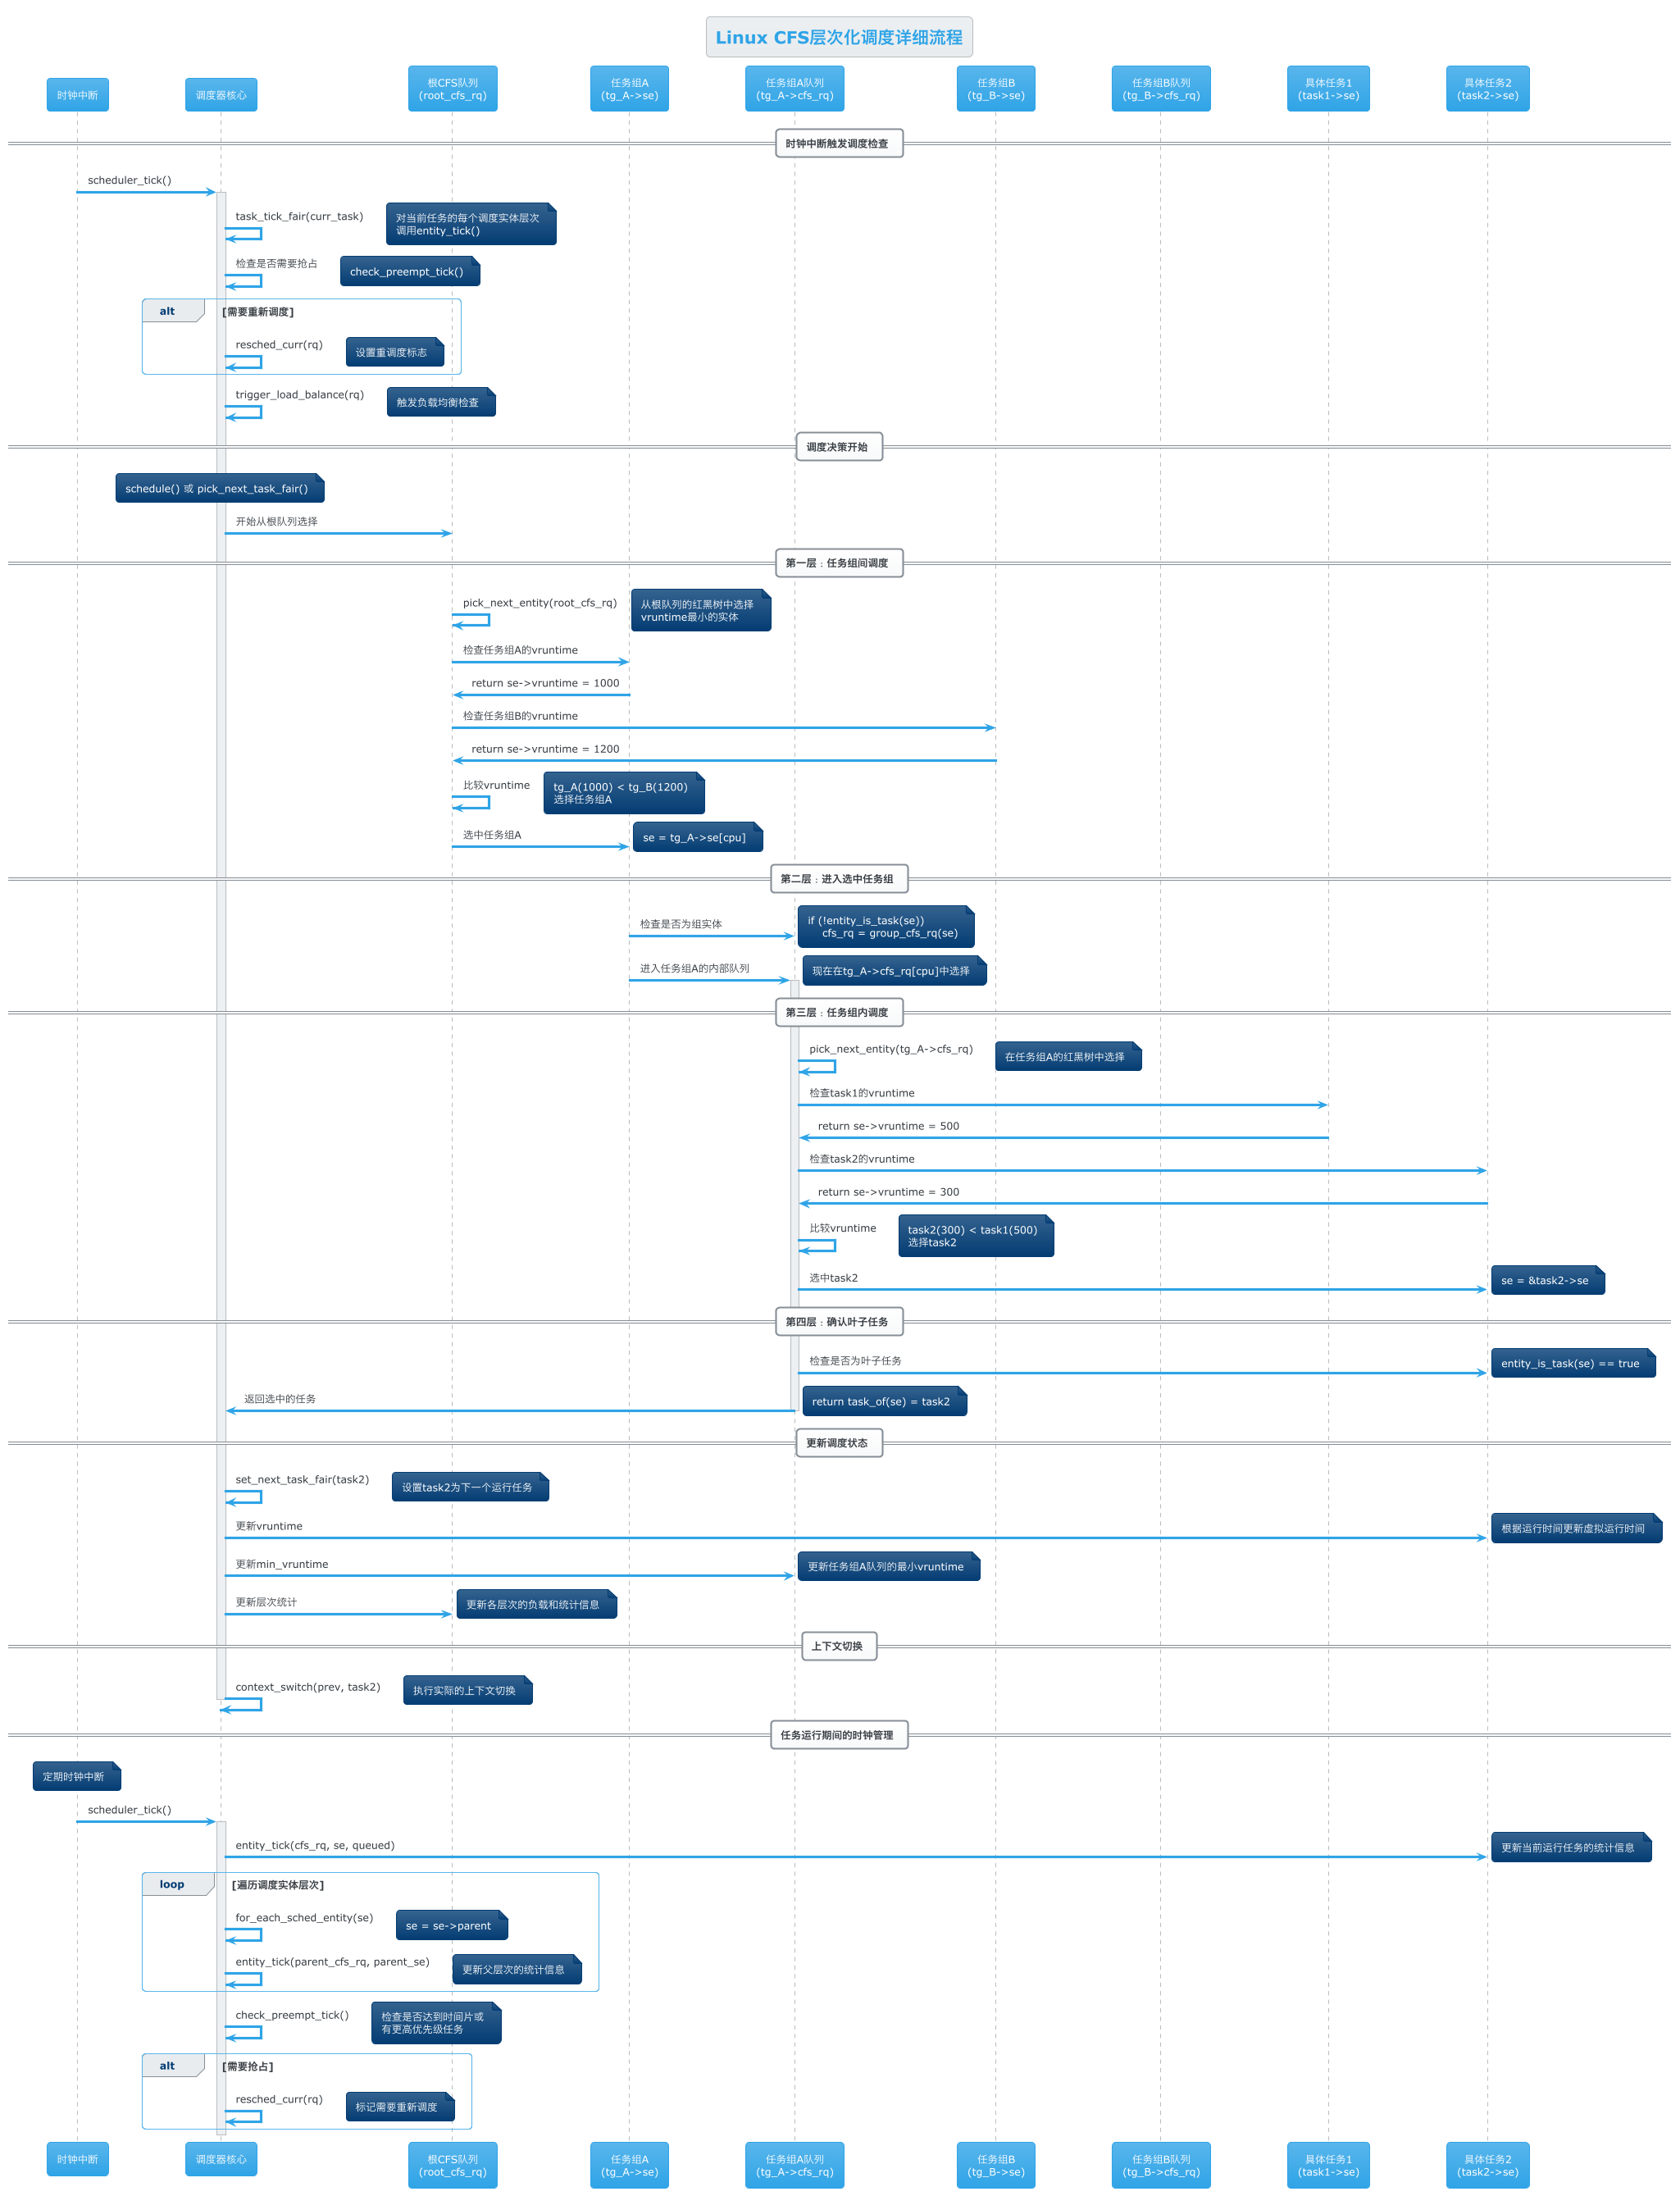 Linux CFS层次化调度详细流程
时钟中断
调度器核心
根CFS队列
(root_cfs_rq)
任务组A
(tg_A->se)
任务组A队列
(tg_A->cfs_rq)
任务组B
(tg_B->se)
任务组B队列
(tg_B->cfs_rq)
具体任务1
(task1->se)
具体任务2
(task2->se)
时钟中断触发调度检查
scheduler_tick()
task_tick_fair(curr_task)
对当前任务的每个调度实体层次
调用entity_tick()
检查是否需要抢占
check_preempt_tick()
alt
[需要重新调度]
resched_curr(rq)
设置重调度标志
trigger_load_balance(rq)
触发负载均衡检查
调度决策开始
schedule() 或 pick_next_task_fair()
开始从根队列选择
第一层：任务组间调度
pick_next_entity(root_cfs_rq)
从根队列的红黑树中选择
vruntime最小的实体
检查任务组A的vruntime
return se->vruntime = 1000
检查任务组B的vruntime
return se->vruntime = 1200
比较vruntime
tg_A(1000) < tg_B(1200)
选择任务组A
选中任务组A
se = tg_A->se[cpu]
第二层：进入选中任务组
检查是否为组实体
if (!entity_is_task(se))
cfs_rq = group_cfs_rq(se)
进入任务组A的内部队列
现在在tg_A->cfs_rq[cpu]中选择
第三层：任务组内调度
pick_next_entity(tg_A->cfs_rq)
在任务组A的红黑树中选择
检查task1的vruntime
return se->vruntime = 500
检查task2的vruntime
return se->vruntime = 300
比较vruntime
task2(300) < task1(500)
选择task2
选中task2
se = &task2->se
第四层：确认叶子任务
检查是否为叶子任务
entity_is_task(se) == true
返回选中的任务
return task_of(se) = task2
更新调度状态
set_next_task_fair(task2)
设置task2为下一个运行任务
更新vruntime
根据运行时间更新虚拟运行时间
更新min_vruntime
更新任务组A队列的最小vruntime
更新层次统计
更新各层次的负载和统计信息
上下文切换
context_switch(prev, task2)
执行实际的上下文切换
任务运行期间的时钟管理
定期时钟中断
scheduler_tick()
entity_tick(cfs_rq, se, queued)
更新当前运行任务的统计信息
loop
[遍历调度实体层次]
for_each_sched_entity(se)
se = se->parent
entity_tick(parent_cfs_rq, parent_se)
更新父层次的统计信息
check_preempt_tick()
检查是否达到时间片或
有更高优先级任务
alt
[需要抢占]
resched_curr(rq)
标记需要重新调度
时钟中断
调度器核心
根CFS队列
(root_cfs_rq)
任务组A
(tg_A->se)
任务组A队列
(tg_A->cfs_rq)
任务组B
(tg_B->se)
任务组B队列
(tg_B->cfs_rq)
具体任务1
(task1->se)
具体任务2
(task2->se)